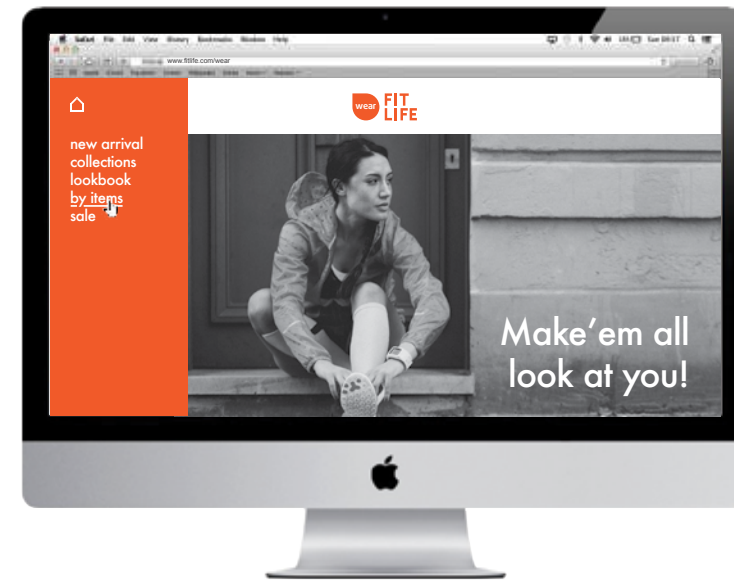 Safari File Edit View History Bookmarks Window Help
www.fitlife.com/wear
wear FIT
LIFE
new arrival
collections
lookbook
by items
sale
Make’em all
look at you!